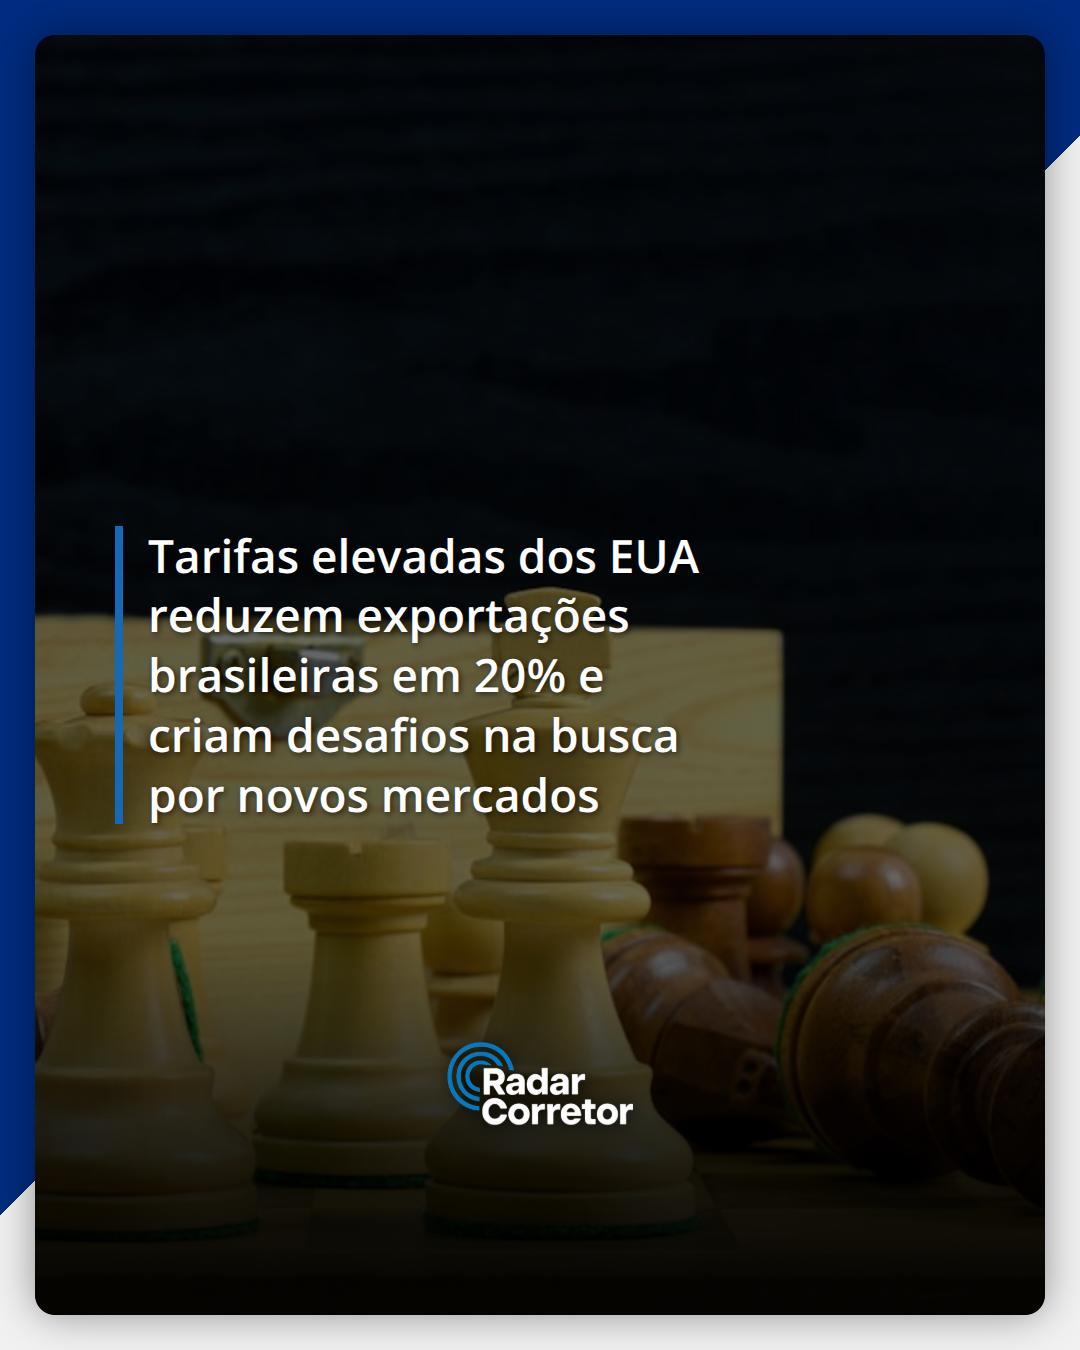 Tarifas elevadas dos EUA
reduzem exportações
brasileiras em 20% e
criam desafios na busca
por novos mercados
Radar
Corretor